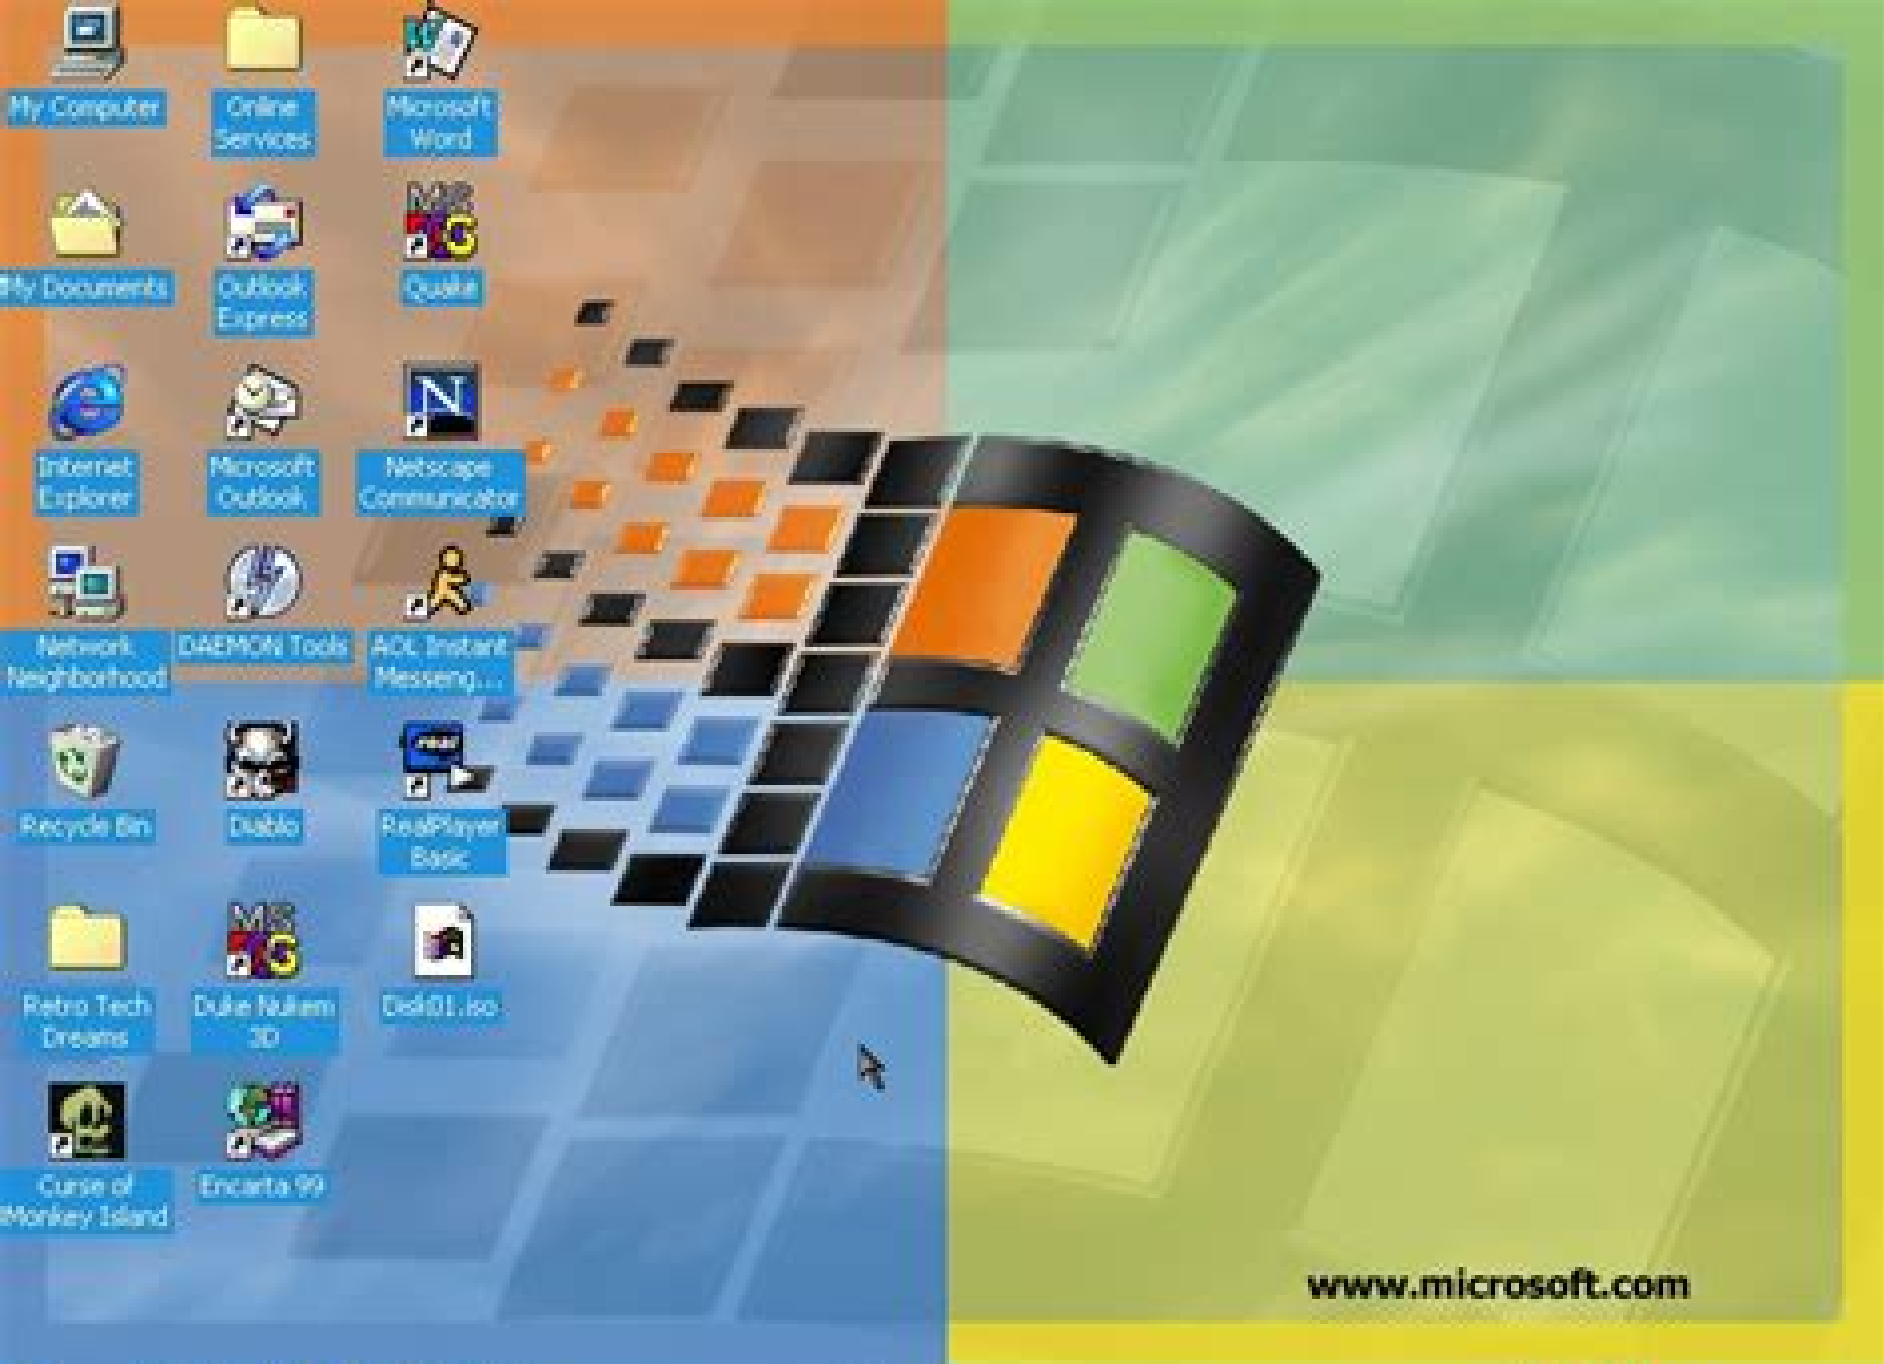 My Computer
Online
Services
Microsoft
Word
My Documents
Outlook
Express
Quake
Internet
Explorer
Microsoft
Outlook
Netscape
Communicator
Network
Neighborhood
DAEMON Tools
AOL Instant
Messeng...
Recycle Bin
Diablo
RealPlayer
Basic
Retro Tech
Dreams
Duke Nukem
3D
Disk01.iso
Curse of
Monkey Island
Encarta 99
www.microsoft.com